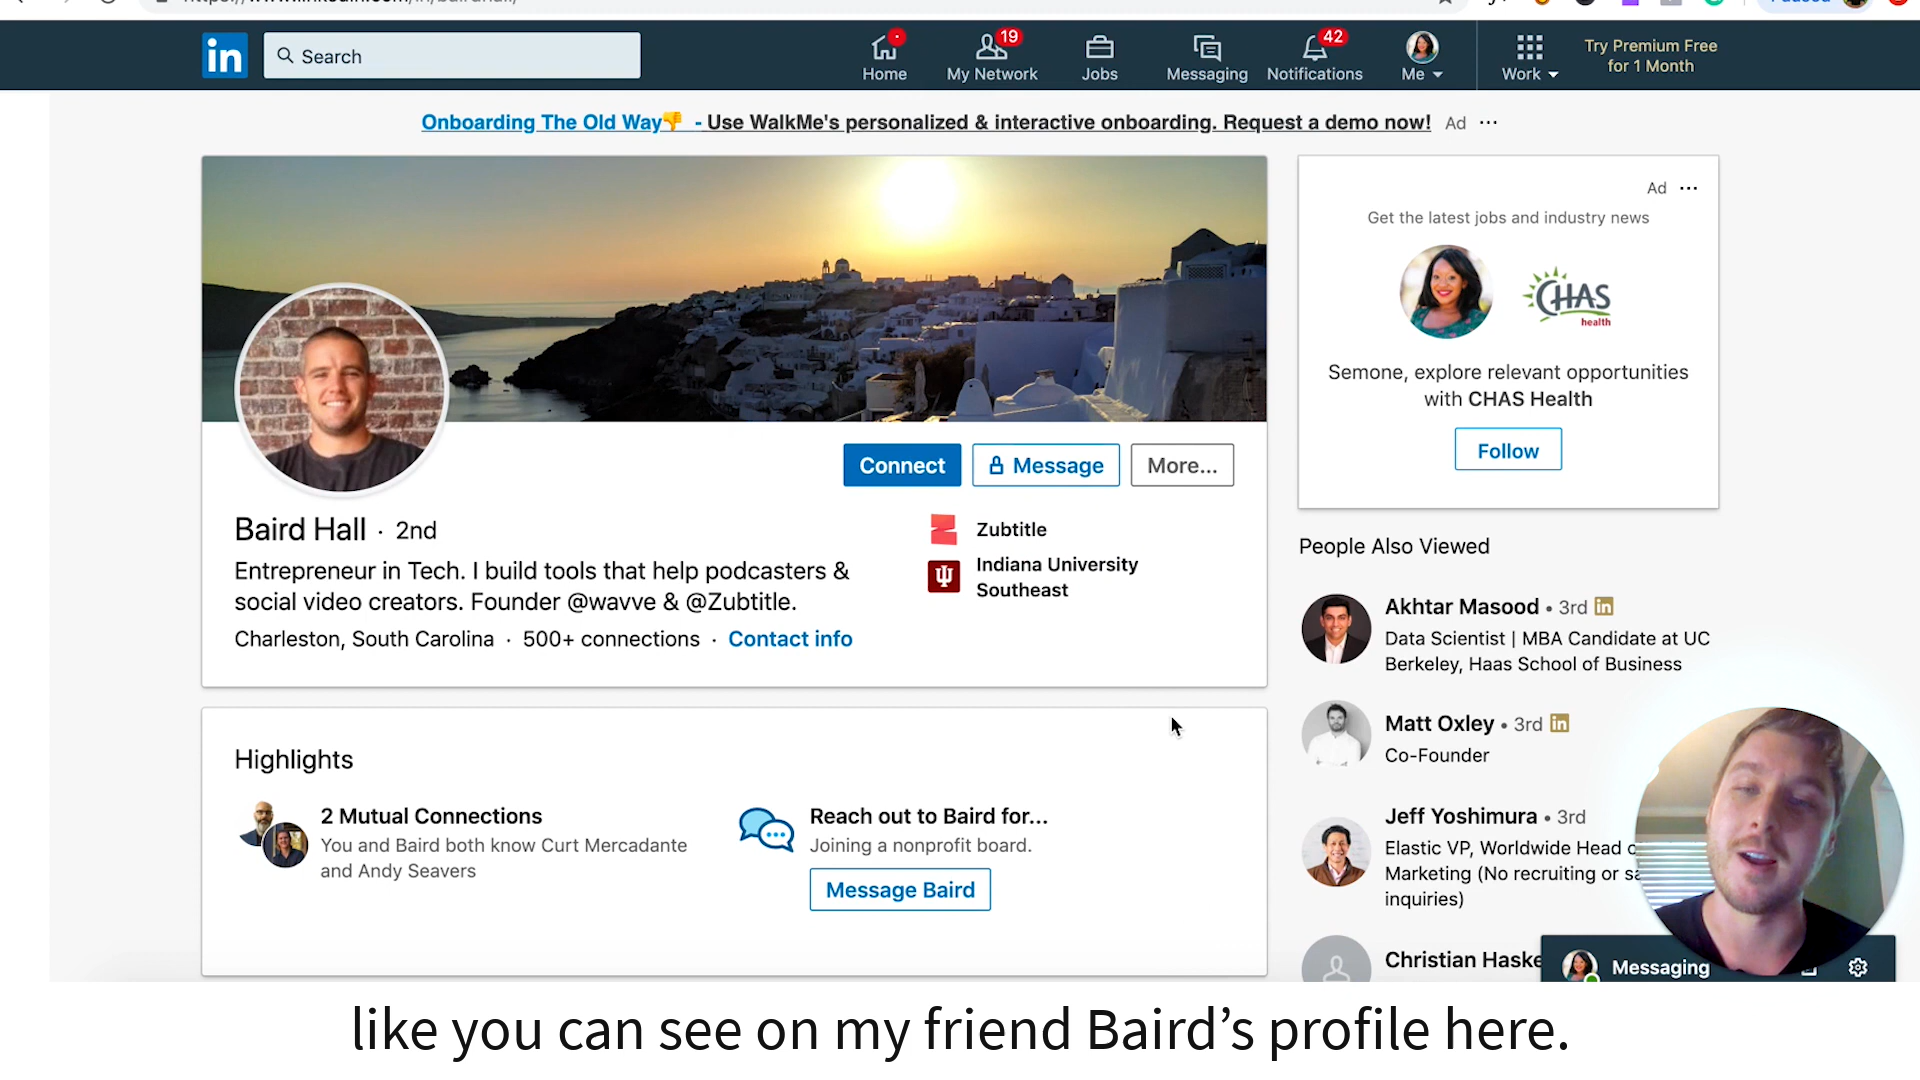 in
Search
Home
19
My Network
Jobs
Messaging
42
Notifications
Me
Work
Try Premium Free
for 1 Month
Onboarding The Old Way👎 - Use WalkMe's personalized & interactive onboarding. Request a demo now! Ad ···
Ad ···
Get the latest jobs and industry news
CHAS
health
Semone, explore relevant opportunities
with CHAS Health
Follow
Connect
Message
More...
Baird Hall · 2nd
Entrepreneur in Tech. I build tools that help podcasters &
social video creators. Founder @wavve & @Zubtitle.
Charleston, South Carolina · 500+ connections · Contact info
Zubtitle
Indiana University
Southeast
People Also Viewed
Akhtar Masood • 3rd in
Data Scientist | MBA Candidate at UC
Berkeley, Haas School of Business
Matt Oxley • 3rd in
Co-Founder
Jeff Yoshimura • 3rd
Elastic VP, Worldwide Head
Marketing (No recruiting or
inquiries)
Christian Haske
Highlights
2 Mutual Connections
You and Baird both know Curt Mercadante
and Andy Seavers
Reach out to Baird for...
Joining a nonprofit board.
Message Baird
Messaging
like you can see on my friend Baird’s profile here.